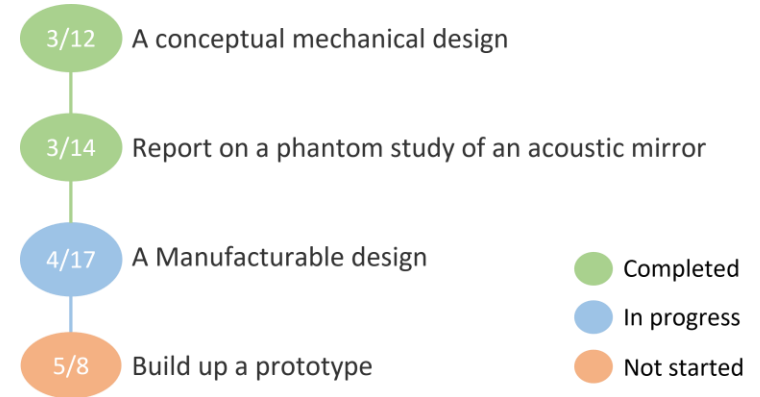 3/12 A conceptual mechanical design
3/14 Report on a phantom study of an acoustic mirror
4/17 A Manufacturable design
Completed
In progress
5/8 Build up a prototype
Not started